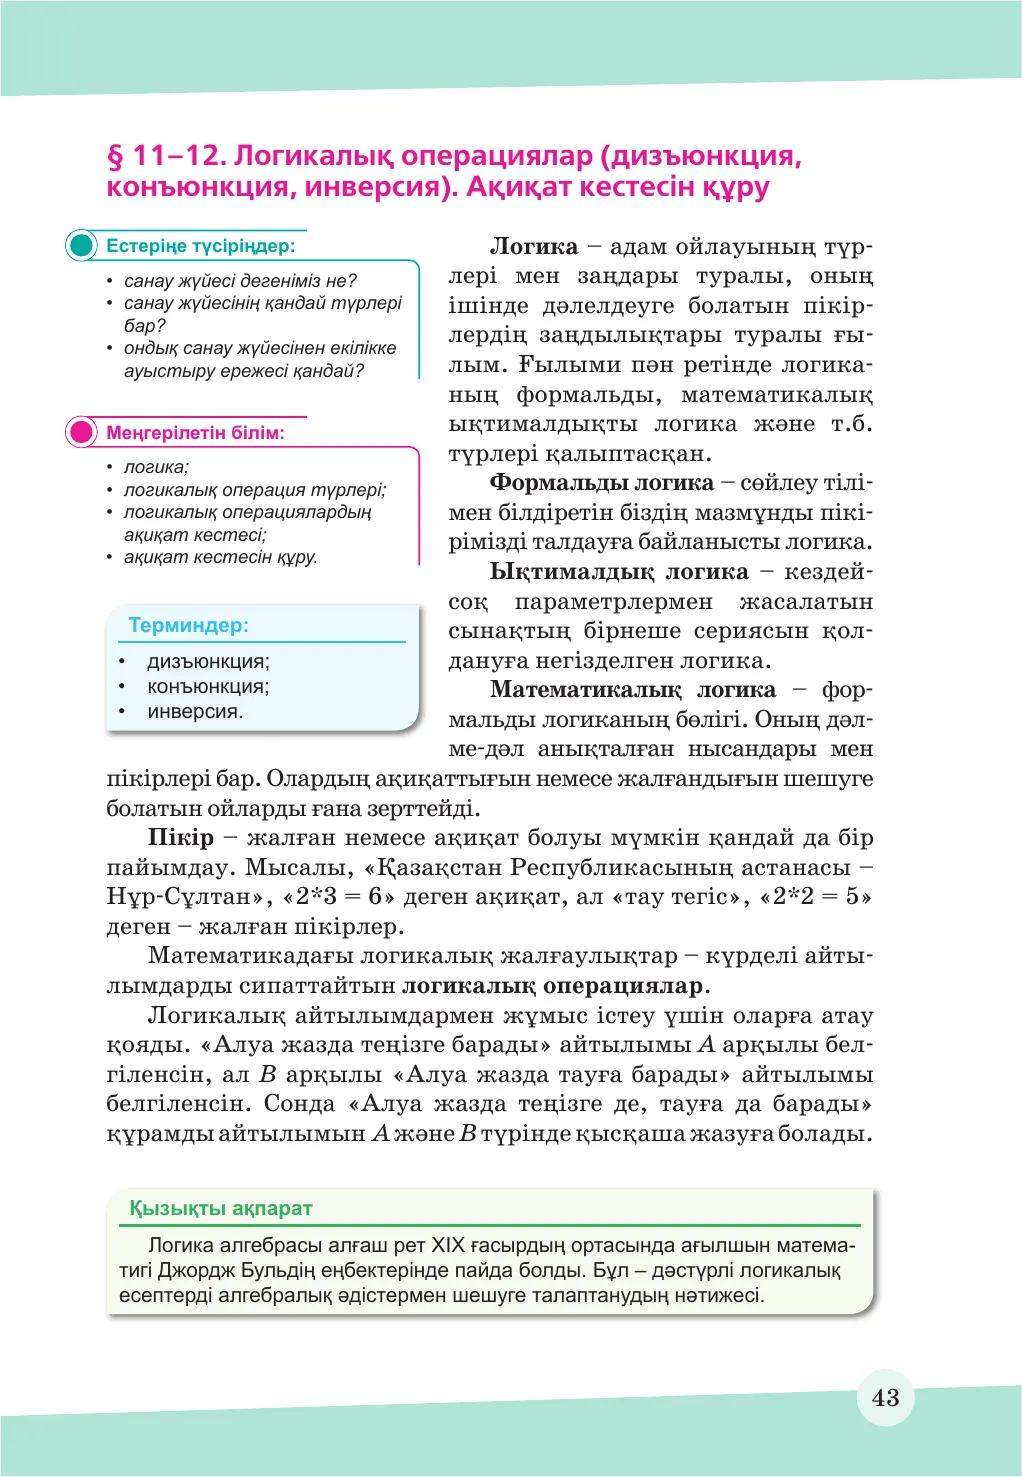 § 11–12. Логикалық операциялар (дизъюнкция,
конъюнкция, инверсия). Ақиқат кестесін құру
Естеріңе түсіріңдер:
• санау жүйесі дегеніміз не?
• санау жүйесінің қандай түрлері
бар?
• ондық санау жүйесінен екілікке
ауыстыру ережесі қандай?
Меңгерілетін білім:
• логика;
• логикалық операция түрлері;
• логикалық операциялардың
ақиқат кестесі;
• ақиқат кестесін құру.
Терминдер:
• дизъюнкция;
• конъюнкция;
• инверсия.
Логика – адам ойлауының түр-
лері мен заңдары туралы, оның
ішінде дәлелдеуге болатын пікір-
лердің заңдылықтары туралы ғы-
лым. Ғылыми пән ретінде логика-
ның формальды, математикалық
ықтималдықты логика және т.б.
түрлері қалыптасқан.
Формальды логика – сөйлеу тілі-
мен білдіретін біздің мазмұнды пікі-
рімізді талдауға байланысты логика.
Ықтималдық логика – кездей-
соқ параметрлермен жасалатын
сынақтың бірнеше сериясын қол-
дануға негізделген логика.
Математикалық логика – фор-
мальды логиканың бөлігі. Оның дәл-
ме-дәл анықталған нысандары мен
пікірлері бар. Олардың ақиқаттығын немесе жалғандығын шешуге
болатын ойларды ғана зерттейді.
Пікір – жалған немесе ақиқат болуы мүмкін қандай да бір
пайымдау. Мысалы, «Қазақстан Республикасының астанасы –
Нұр-Сұлтан», «2*3 = 6» деген ақиқат, ал «тау тегіс», «2*2 = 5»
деген – жалған пікірлер.
Математикадағы логикалық жалғаулықтар – күрделі айты-
лымдарды сипаттайтын логикалық операциялар.
Логикалық айтылымдармен жұмыс істеу үшін оларға атау
қояды. «Алуа жазда теңізге барады» айтылымы A арқылы бел-
гіленсін, ал B арқылы «Алуа жазда тауға барады» айтылымы
белгіленсін. Сонда «Алуа жазда теңізге де, тауға да барады»
құрамды айтылымын A және B түрінде қысқаша жазуға болады.
Қызықты ақпарат
Логика алгебрасы алғаш рет XIX ғасырдың ортасында ағылшын матема-
тигі Джордж Бульдің еңбектерінде пайда болды. Бұл – дәстүрлі логикалық
есептерді алгебралық әдістермен шешуге талаптанудың нәтижесі.
43